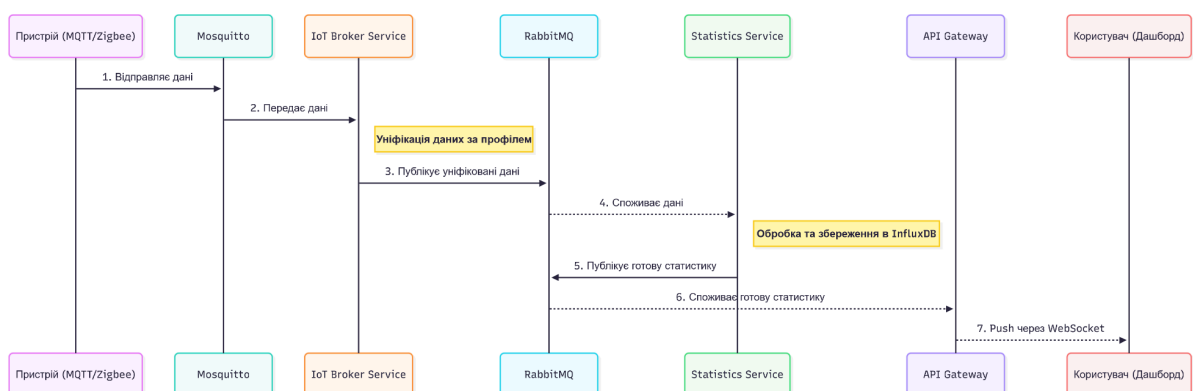 Пристрій (MQTT/Zigbee)
Mosquitto
IoT Broker Service
RabbitMQ
Statistics Service
API Gateway
Користувач (Дашборд)
1. Відправляє дані
2. Передає дані
Уніфікація даних за профілем
3. Публікує уніфіковані дані
4. Споживає дані
Обробка та збереження в InfluxDB
5. Публікує готову статистику
6. Споживає готову статистику
7. Push через WebSocket
Пристрій (MQTT/Zigbee)
Mosquitto
IoT Broker Service
RabbitMQ
Statistics Service
API Gateway
Користувач (Дашборд)